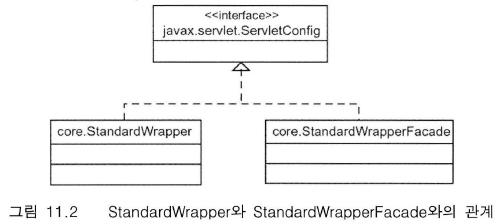 <<interface>>
javax.servlet.ServletConfig
core.StandardWrapper
core.StandardWrapperFacade
그림 11.2 StandardWrapper와 StandardWrapperFacade와의 관계